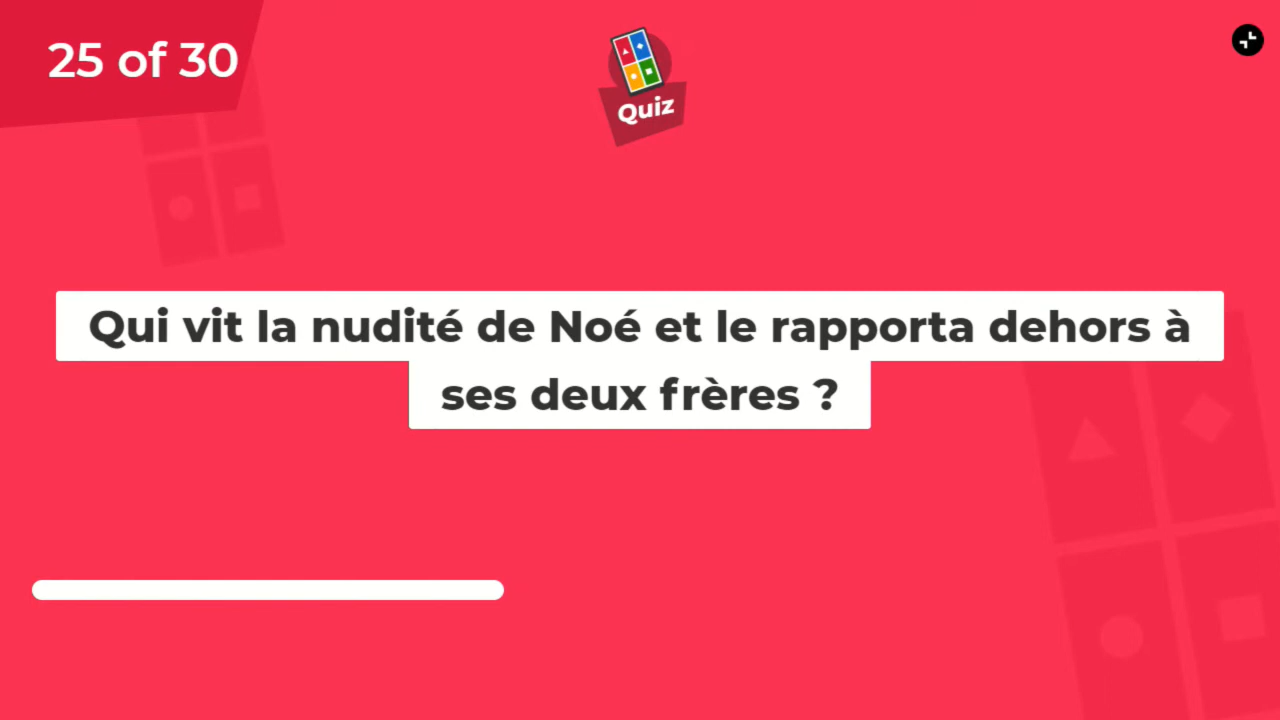 25 of 30
Quiz
Qui vit la nudité de Noé et le rapporta dehors à
ses deux frères ?